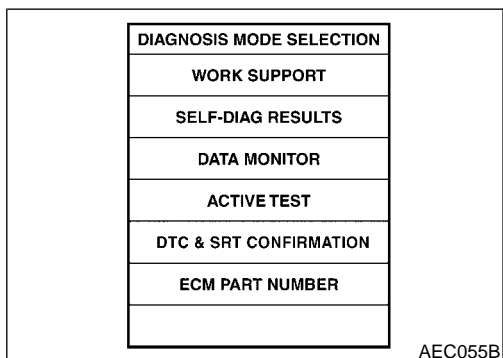 DIAGNOSIS MODE SELECTION
WORK SUPPORT
SELF-DIAG RESULTS
DATA MONITOR
ACTIVE TEST
DTC & SRT CONFIRMATION
ECM PART NUMBER
AEC055B